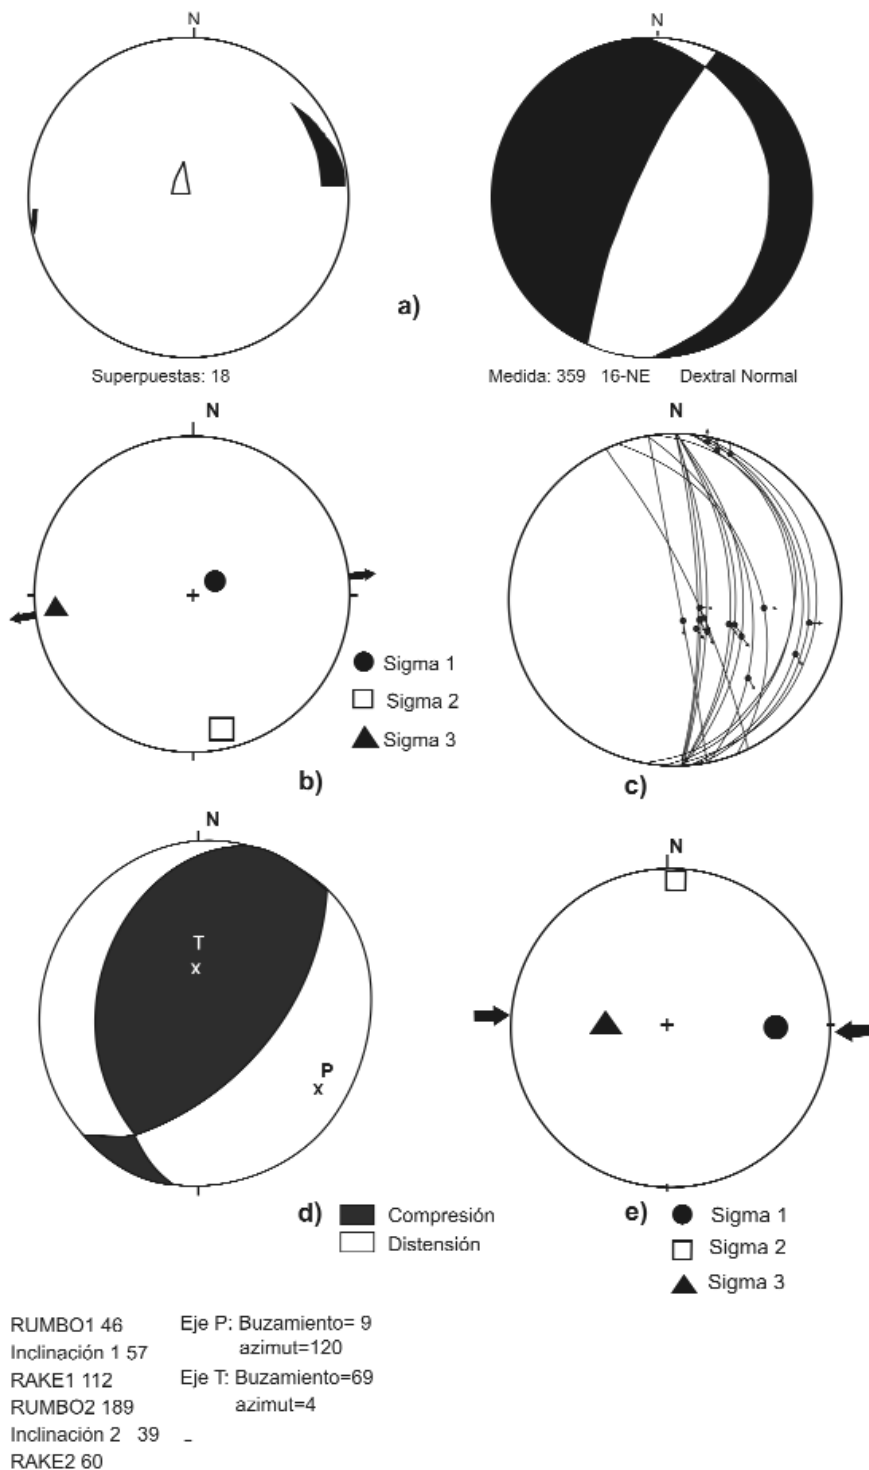 N
N
a)
Superpuestas: 18
Medida: 359 16-NE Dextral Normal
N
N
Sigma 1
Sigma 2
Sigma 3
b)
c)
N
N
T
x
P
x
d)
Compresión
Distensión
e)
Sigma 1
Sigma 2
Sigma 3
RUMBO1 46
Inclinación 1 57
RAKE1 112
RUMBO2 189
Inclinación 2 39
RAKE2 60
Eje P: Buzamiento= 9
azimut=120
Eje T: Buzamiento=69
azimut=4